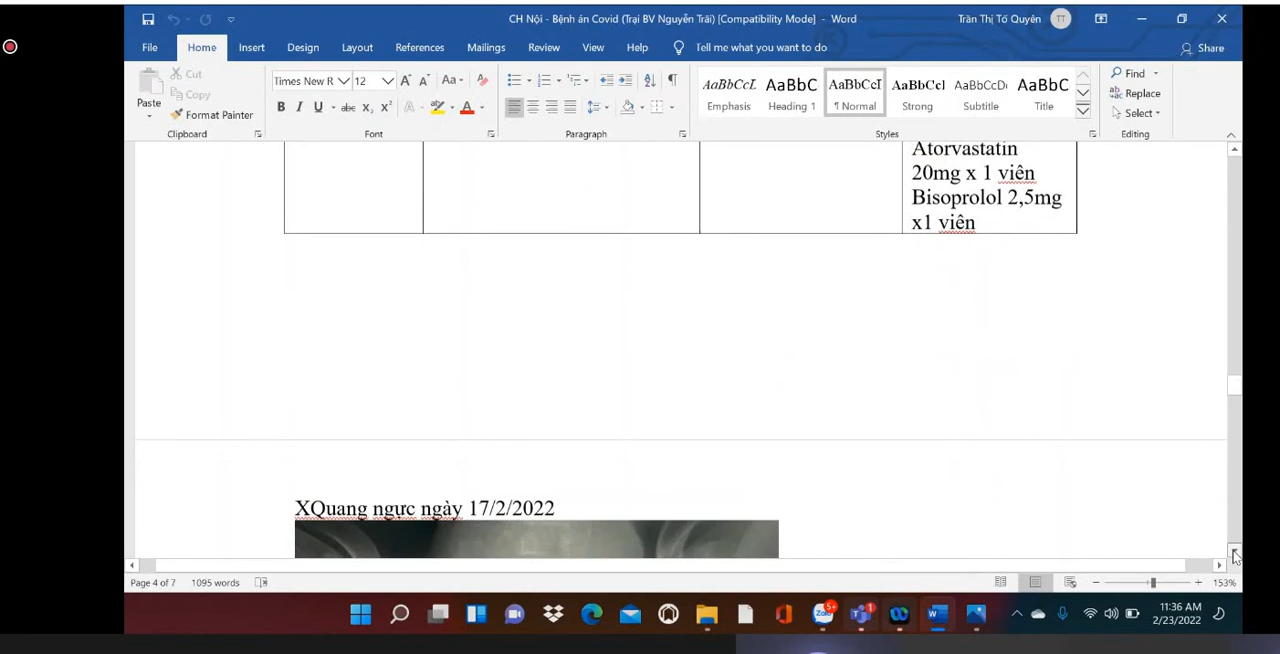 CH Nội - Bệnh án Covid (Trại BV Nguyễn Trãi) [Compatibility Mode] - Word
Trần Thị Tố Quyên TT
File Home Insert Design Layout References Mailings Review View Help Tell me what you want to do Share
Paste
Cut
Copy
Format Painter
Clipboard
Times New R 12
Font
Paragraph
AaBbCcL AaBbC AaBbCcI AaBbCcl AaBbCcDı AaBbC
Emphasis Heading 1 ¶ Normal Strong Subtitle Title
Styles
Find
Replace
Select
Editing
Atorvastatin
20mg x 1 viên
Bisoprolol 2,5mg
x1 viên
XQuang ngực ngày 17/2/2022
Page 4 of 7 1095 words 153%
Zalo 5+ 1
11:36 AM
2/23/2022